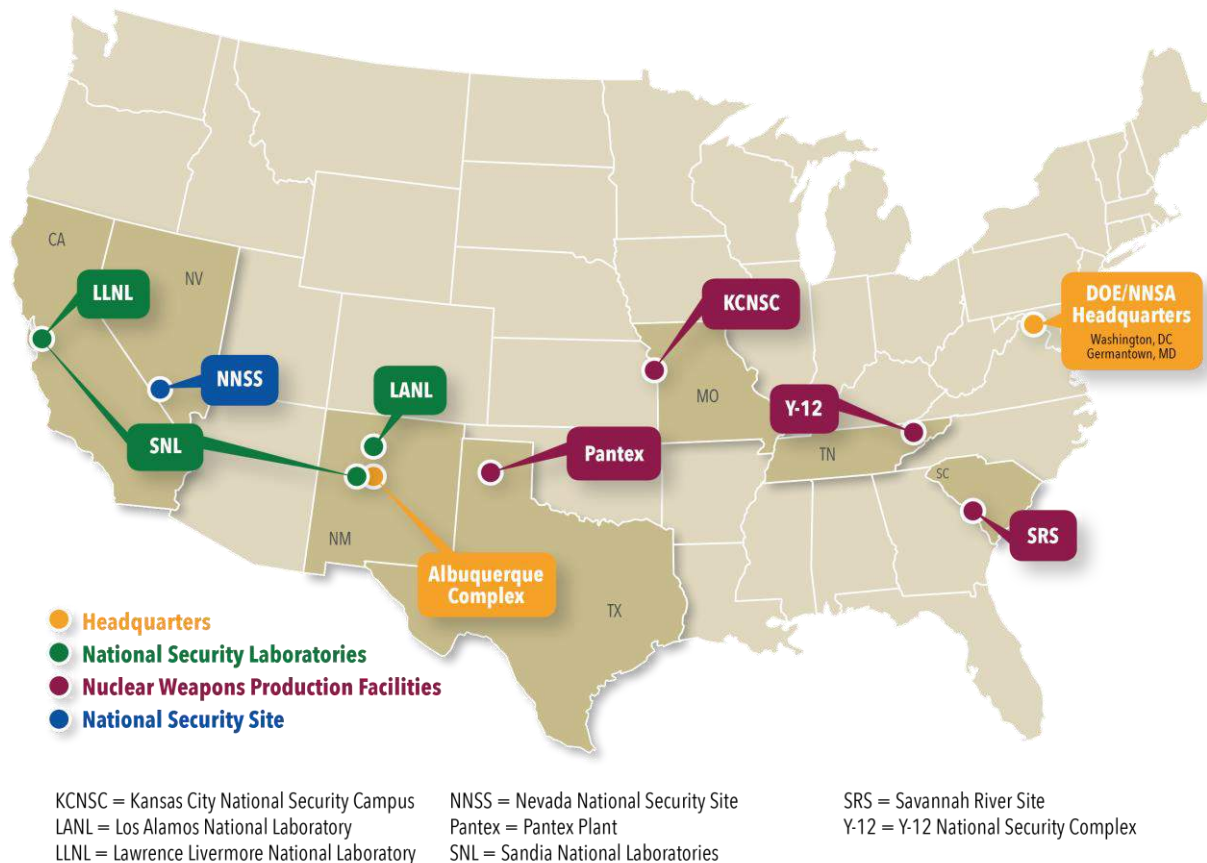 CA
NV
LLNL
NNSS
SNL
LANL
KCNSC
MO
DOE/NNSA
Headquarters
Washington, DC
Germantown, MD
Y-12
TN
Pantex
SC
SRS
NM
Albuquerque
Complex
TX
Headquarters
National Security Laboratories
Nuclear Weapons Production Facilities
National Security Site
KCNSC = Kansas City National Security Campus
LANL = Los Alamos National Laboratory
LLNL = Lawrence Livermore National Laboratory
NNSS = Nevada National Security Site
Pantex = Pantex Plant
SNL = Sandia National Laboratories
SRS = Savannah River Site
Y-12 = Y-12 National Security Complex